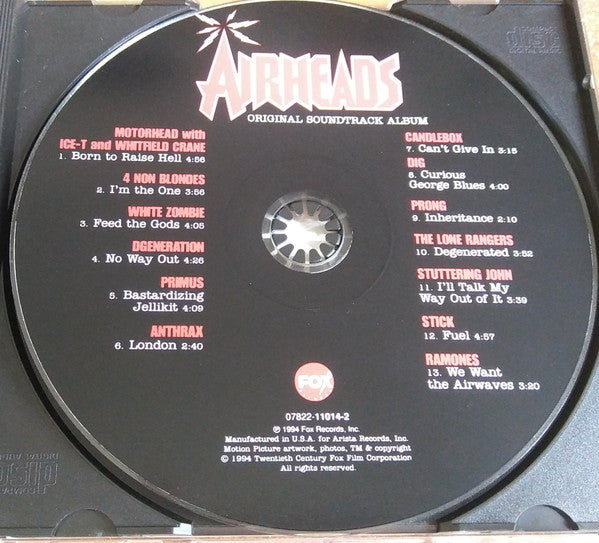 AIRHEADS
ORIGINAL SOUNDTRACK ALBUM
MOTORHEAD with
ICE-T and WHITFIELD CRANE
1. Born to Raise Hell 4:56
4 NON BLONDES
2. I'm the One 3:56
WHITE ZOMBIE
3. Feed the Gods 4:05
DGENERATION
4. No Way Out 4:26
PRIMUS
5. Bastardizing
Jellikit 4:09
ANTHRAX
6. London 2:40
CANDLEBOX
7. Can't Give In 3:15
DIG
8. Curious
George Blues 4:00
PRONG
9. Inheritance 2:10
THE LONE RANGERS
10. Degenerated 3:52
STUTTERING JOHN
11. I'll Talk My
Way Out of It 3:39
STICK
12. Fuel 4:57
RAMONES
13. We Want
the Airwaves 3:20
FOX
07822-11014-2
℗ 1994 Fox Records, Inc.
Manufactured in U.S.A. for Arista Records, Inc.
Motion Picture artwork, photos, TM & copyright
© 1994 Twentieth Century Fox Film Corporation
All rights reserved.